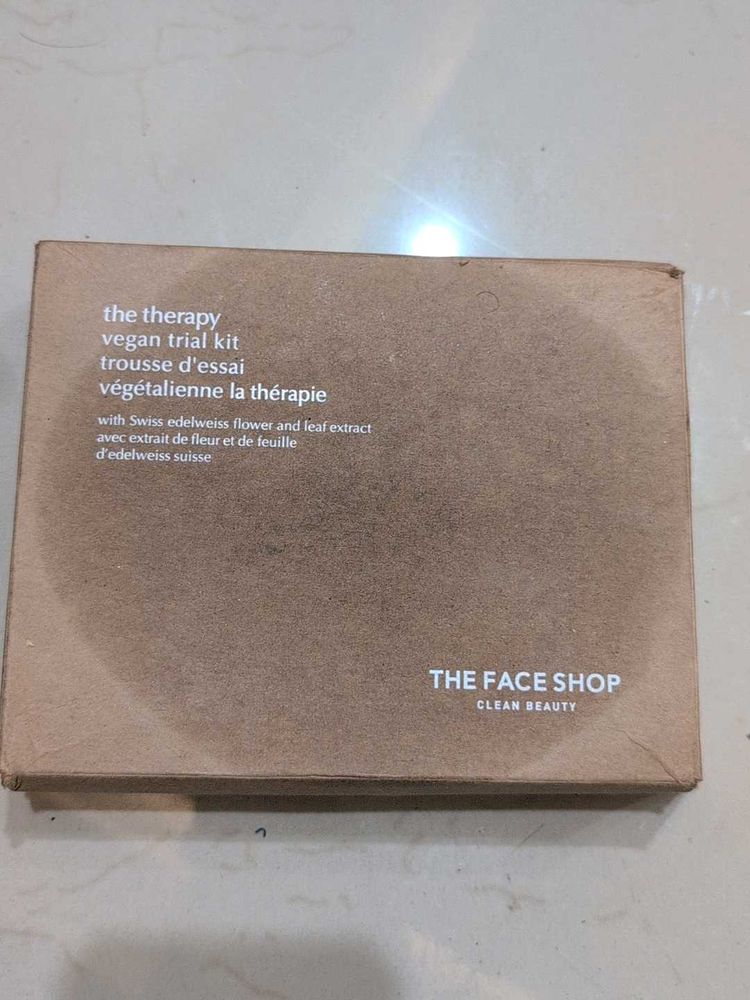 the therapy
vegan trial kit
trousse d'essai
végétalienne la thérapie
with Swiss edelweiss flower and leaf extract
avec extrait de fleur et de feuille
d'edelweiss suisse
THE FACE SHOP
CLEAN BEAUTY